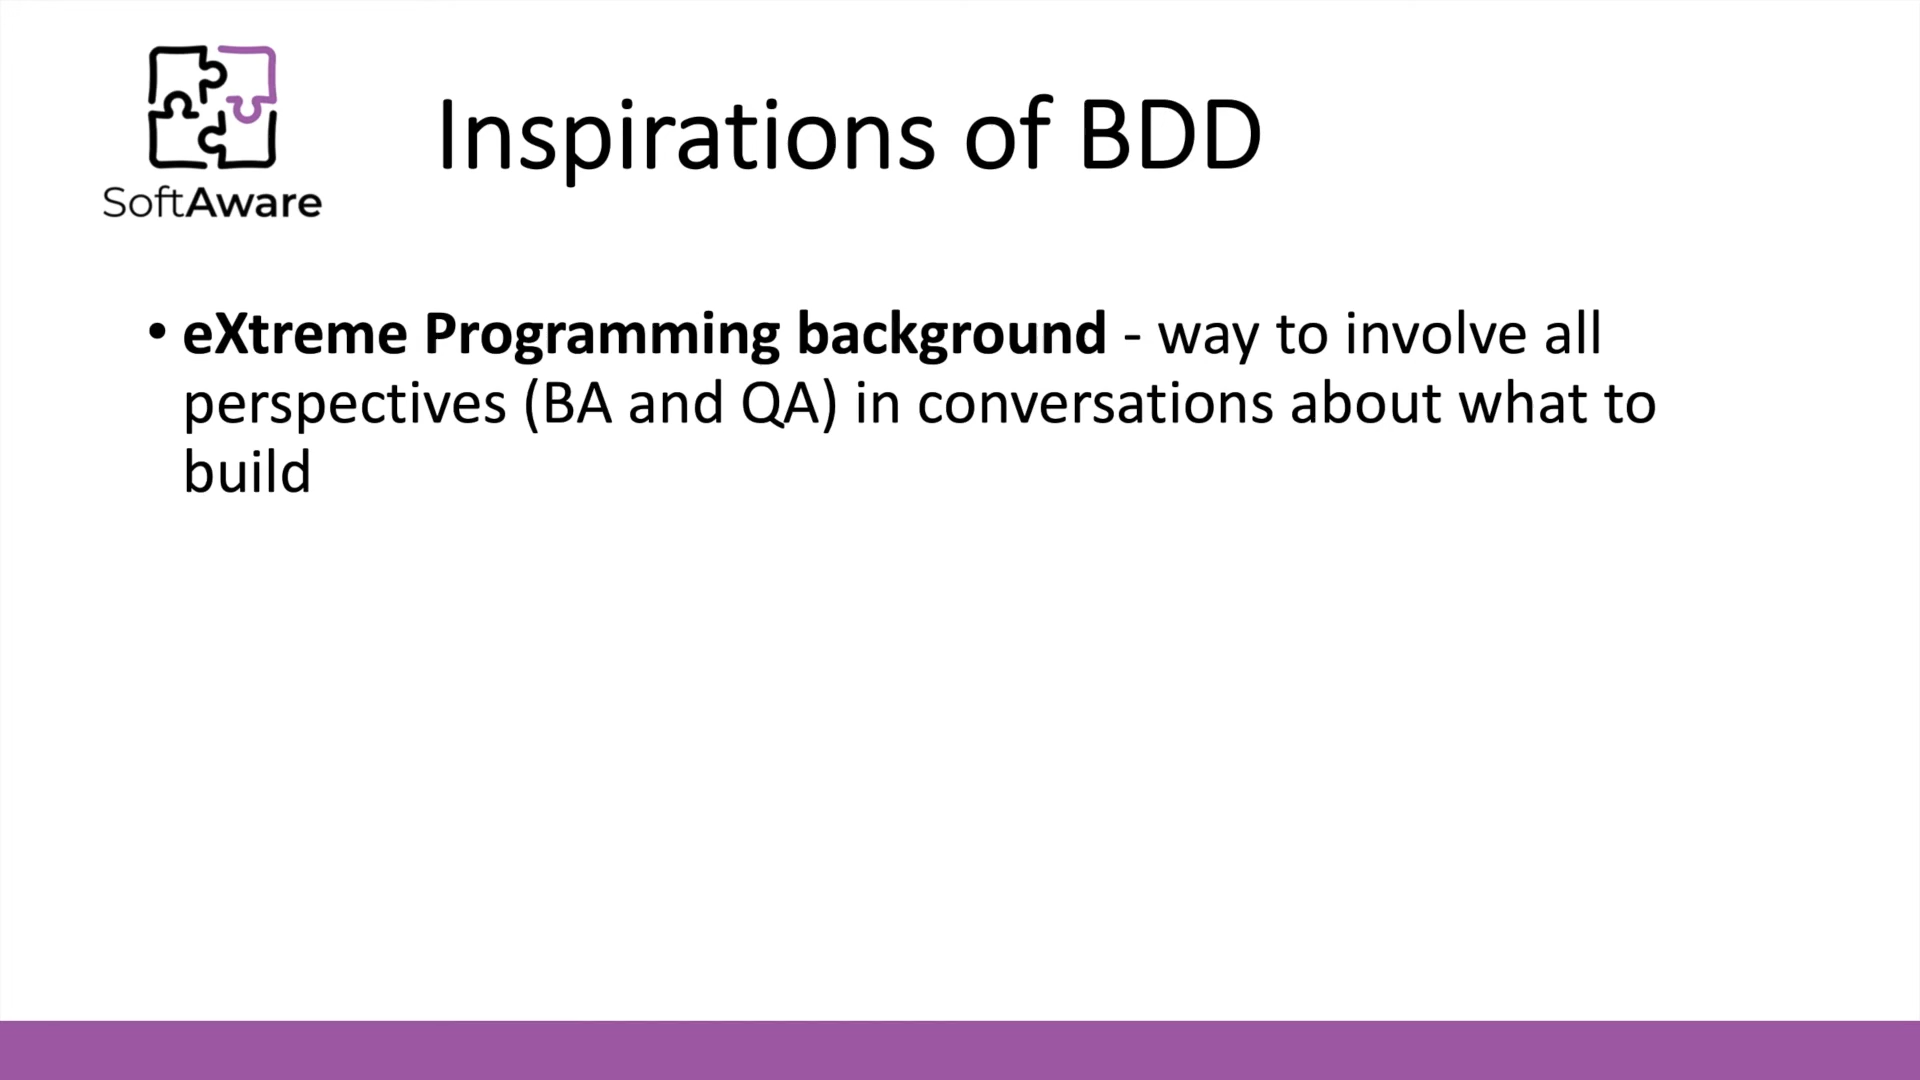 SoftAware
Inspirations of BDD
• eXtreme Programming background - way to involve all
perspectives (BA and QA) in conversations about what to
build